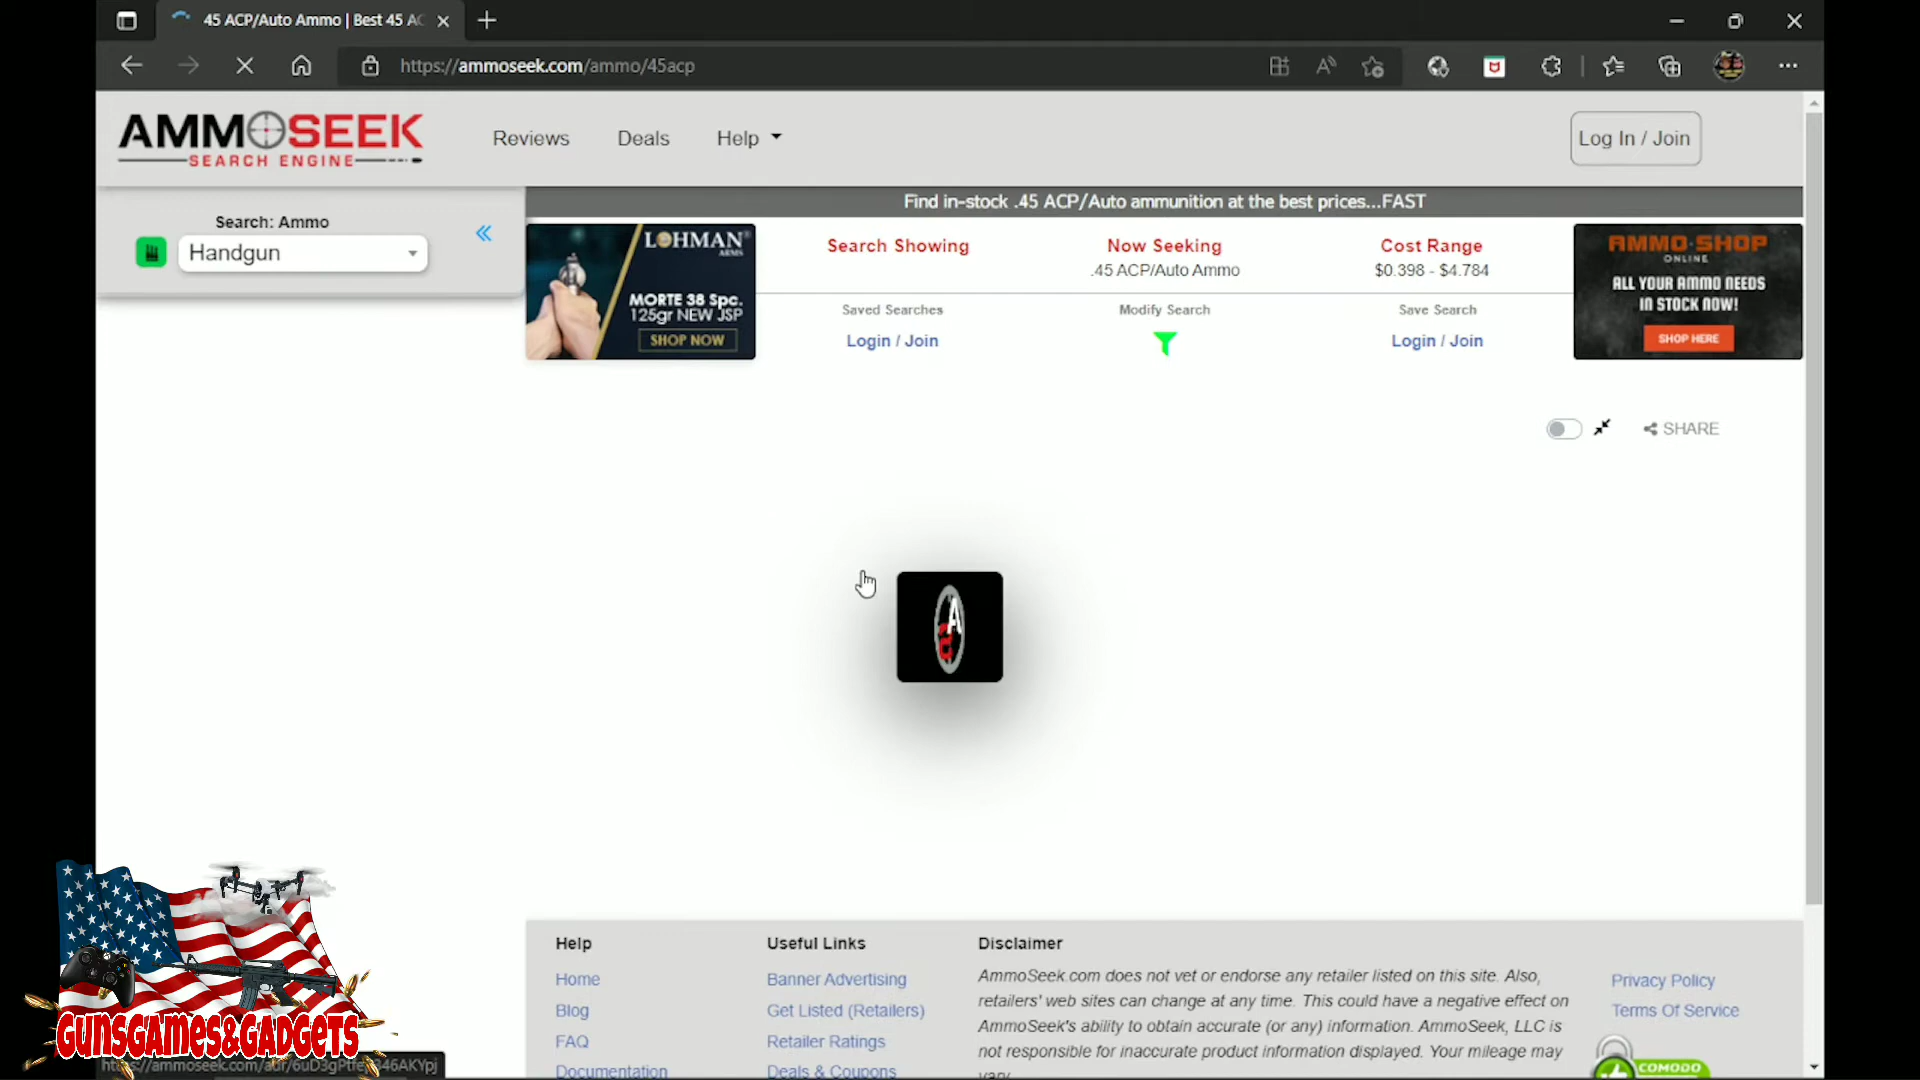 45 ACP/Auto Ammo | Best 45 AC
https://ammoseek.com/ammo/45acp
AMMOSEEK
SEARCH ENGINE
Reviews
Deals
Help
Log In / Join
Search: Ammo
Handgun
Find in-stock .45 ACP/Auto ammunition at the best prices...FAST
LOHMAN®
ARMS
MORTE 38 Spc.
125gr NEW JSP
SHOP NOW
Search Showing
Now Seeking
.45 ACP/Auto Ammo
Cost Range
$0.398 - $4.784
Saved Searches
Login / Join
Modify Search
Save Search
Login / Join
AMMO·SHOP
ONLINE
ALL YOUR AMMO NEEDS
IN STOCK NOW!
SHOP HERE
SHARE
Help
Home
Blog
FAQ
Documentation
Useful Links
Banner Advertising
Get Listed (Retailers)
Retailer Ratings
Deals & Coupons
Disclaimer
AmmoSeek.com does not vet or endorse any retailer listed on this site. Also,
retailers' web sites can change at any time. This could have a negative effect on
AmmoSeek's ability to obtain accurate (or any) information. AmmoSeek, LLC is
not responsible for inaccurate product information displayed. Your mileage may
vary
Privacy Policy
Terms Of Service
COMODO
GUNSGAMES&GADGETS